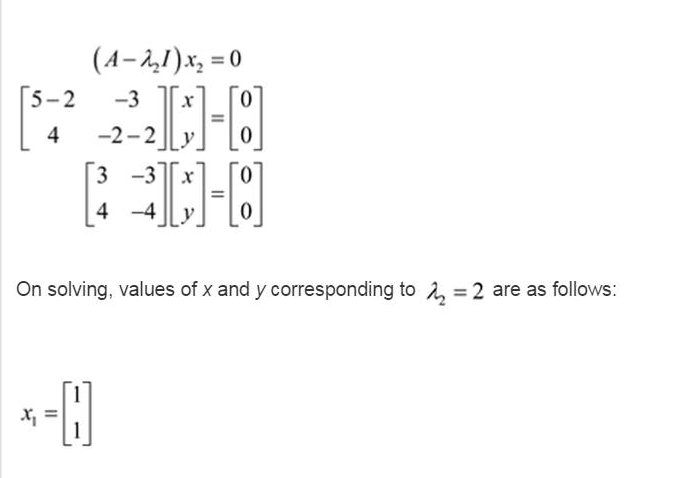 (A−λ₂I)x₂ = 0
[5−2 −3; 4 −2−2][x; y] = [0; 0]
[3 −3; 4 −4][x; y] = [0; 0]
On solving, values of x and y corresponding to λ₂ = 2 are as follows:
x₁ = [1; 1]